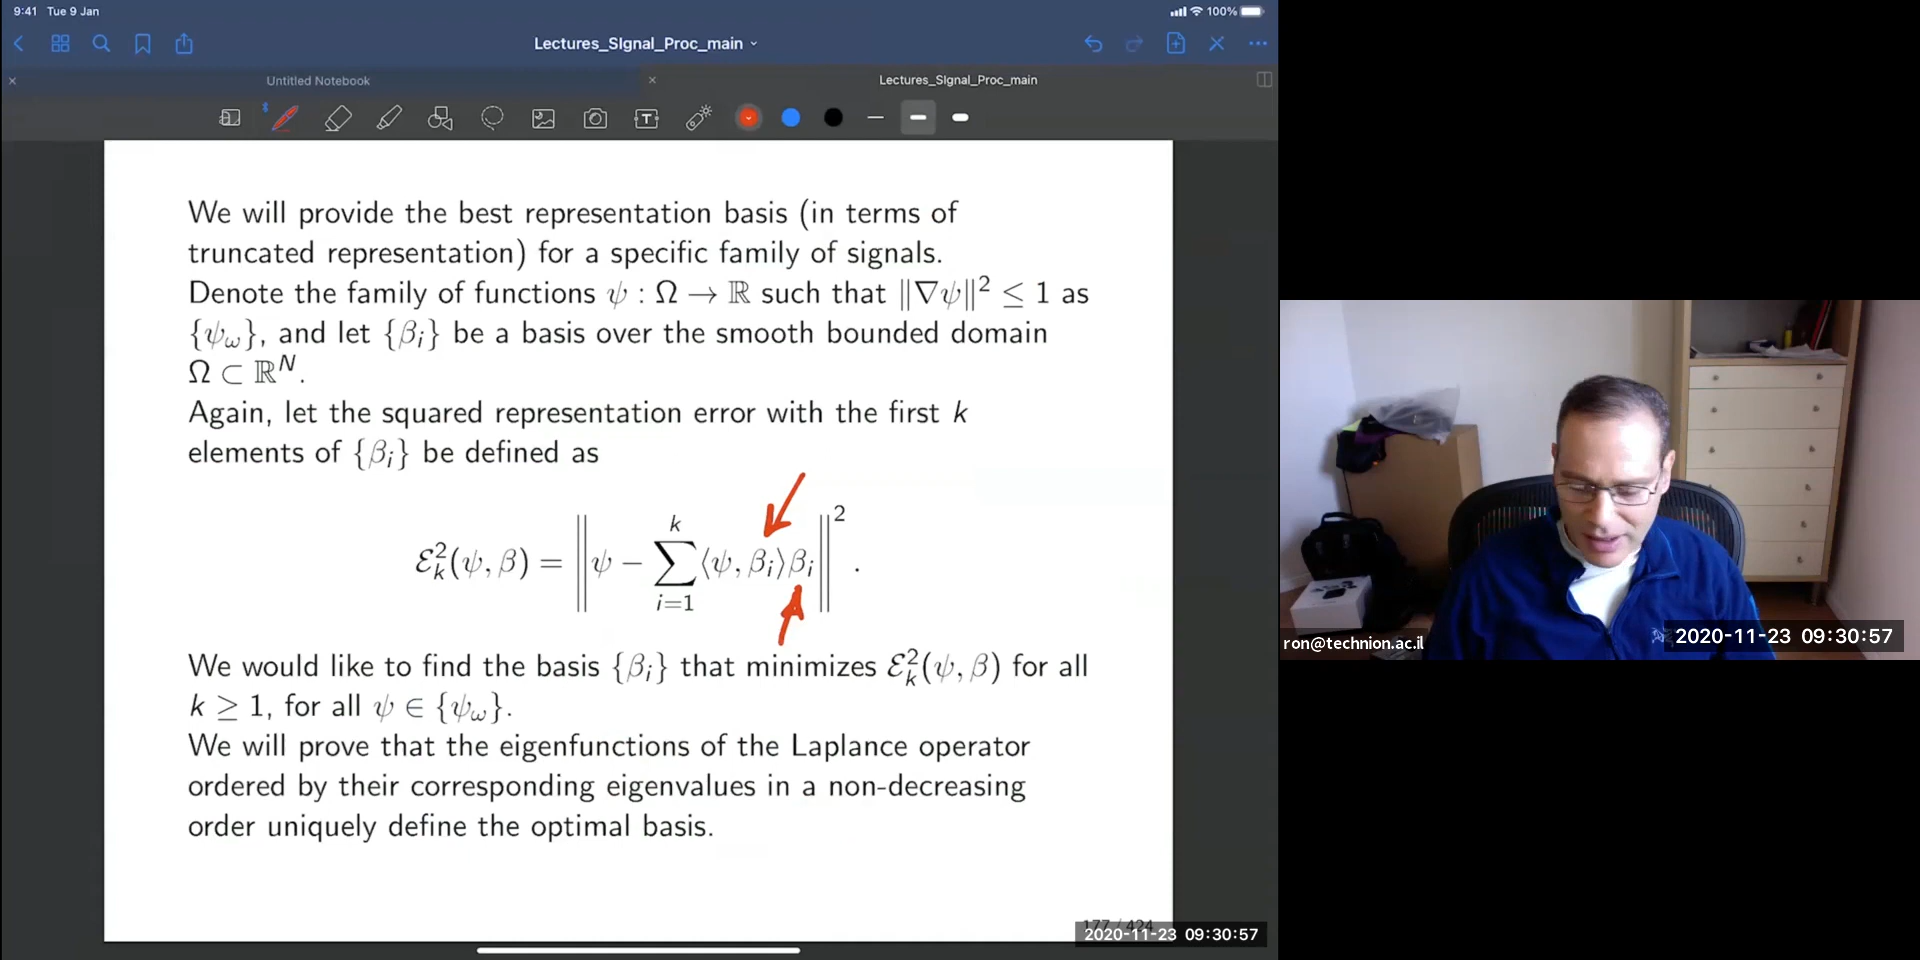 9:41 Tue 9 Jan
100%
Lectures_SIgnal_Proc_main
Untitled Notebook
Lectures_SIgnal_Proc_main
We will provide the best representation basis (in terms of
truncated representation) for a specific family of signals.
Denote the family of functions ψ : Ω → ℝ such that ‖∇ψ‖² ≤ 1 as
{ψ_ω}, and let {β_i} be a basis over the smooth bounded domain
Ω ⊂ ℝ^N.
Again, let the squared representation error with the first k
elements of {β_i} be defined as
ℰ_k²(ψ, β) = ‖ψ − ∑_{i=1}^{k} ⟨ψ, β_i⟩β_i‖² .
We would like to find the basis {β_i} that minimizes ℰ_k²(ψ, β) for all
k ≥ 1, for all ψ ∈ {ψ_ω}.
We will prove that the eigenfunctions of the Laplance operator
ordered by their corresponding eigenvalues in a non-decreasing
order uniquely define the optimal basis.
177 / 424
2020-11-23 09:30:57
ron@technion.ac.il
2020-11-23 09:30:57